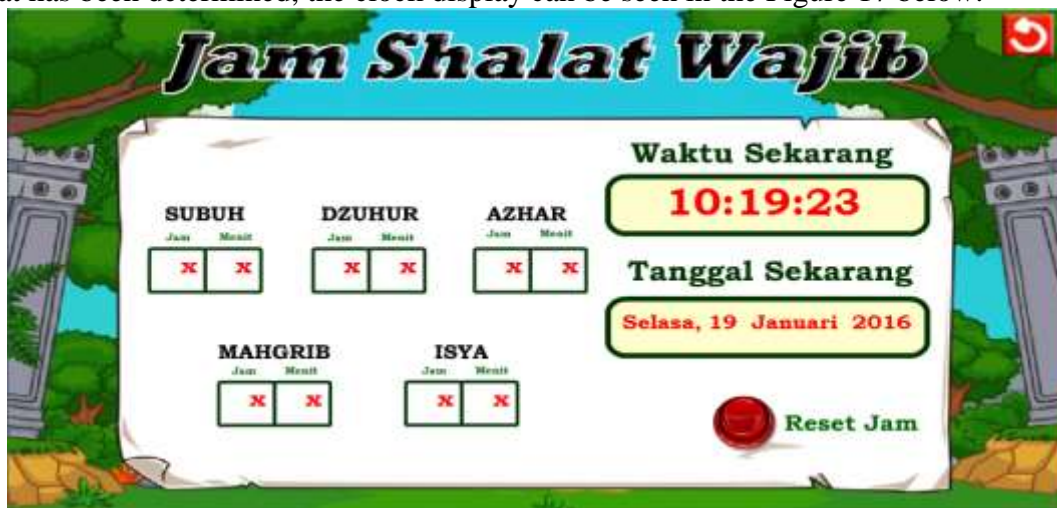 at has been determined, the clock display can be seen in the Figure 17 below.
Jam Shalat Wajib
Waktu Sekarang
10:19:23
SUBUH DZUHUR AZHAR
Jam Menit Jam Menit Jam Menit
x x x x x x
Tanggal Sekarang
Selasa, 19 Januari 2016
MAHGRIB ISYA
Jam Menit Jam Menit
x x x x
Reset Jam